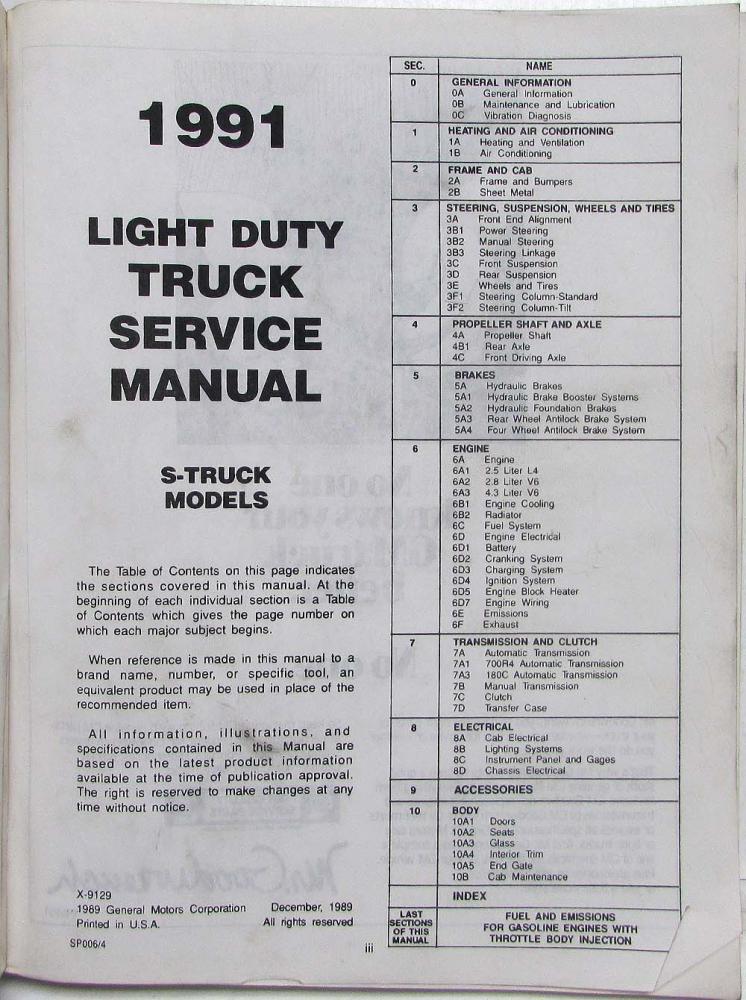 1991
LIGHT DUTY
TRUCK
SERVICE
MANUAL
S-TRUCK
MODELS
The Table of Contents on this page indicates
the sections covered in this manual. At the
beginning of each individual section is a Table
of Contents which gives the page number on
which each major subject begins.
When reference is made in this manual to a
brand name, number, or specific tool, an
equivalent product may be used in place of the
recommended item.
All information, illustrations, and
specifications contained in this Manual are
based on the latest product information
available at the time of publication approval.
The right is reserved to make changes at any
time without notice.
X-9129
1989 General Motors Corporation December, 1989
Printed in U.S.A. All rights reserved
SP006/4
iii
SEC. NAME
0 GENERAL INFORMATION
0A General Information
0B Maintenance and Lubrication
0C Vibration Diagnosis
1 HEATING AND AIR CONDITIONING
1A Heating and Ventilation
1B Air Conditioning
2 FRAME AND CAB
2A Frame and Bumpers
2B Sheet Metal
3 STEERING, SUSPENSION, WHEELS AND TIRES
3A Front End Alignment
3B1 Power Steering
3B2 Manual Steering
3B3 Steering Linkage
3C Front Suspension
3D Rear Suspension
3E Wheels and Tires
3F1 Steering Column-Standard
3F2 Steering Column-Tilt
4 PROPELLER SHAFT AND AXLE
4A Propeller Shaft
4B1 Rear Axle
4C Front Driving Axle
5 BRAKES
5A Hydraulic Brakes
5A1 Hydraulic Brake Booster Systems
5A2 Hydraulic Foundation Brakes
5A3 Rear Wheel Antilock Brake System
5A4 Four Wheel Antilock Brake System
6 ENGINE
6A Engine
6A1 2.5 Liter L4
6A2 2.8 Liter V6
6A3 4.3 Liter V6
6B1 Engine Cooling
6B2 Radiator
6C Fuel System
6D Engine Electrical
6D1 Battery
6D2 Cranking System
6D3 Charging System
6D4 Ignition System
6D5 Engine Block Heater
6D7 Engine Wiring
6E Emissions
6F Exhaust
7 TRANSMISSION AND CLUTCH
7A Automatic Transmission
7A1 700R4 Automatic Transmission
7A3 180C Automatic Transmission
7B Manual Transmission
7C Clutch
7D Transfer Case
8 ELECTRICAL
8A Cab Electrical
8B Lighting Systems
8C Instrument Panel and Gages
8D Chassis Electrical
9 ACCESSORIES
10 BODY
10A1 Doors
10A2 Seats
10A3 Glass
10A4 Interior Trim
10A5 End Gate
10B Cab Maintenance
INDEX
LAST
SECTIONS
OF THIS
MANUAL
FUEL AND EMISSIONS
FOR GASOLINE ENGINES WITH
THROTTLE BODY INJECTION